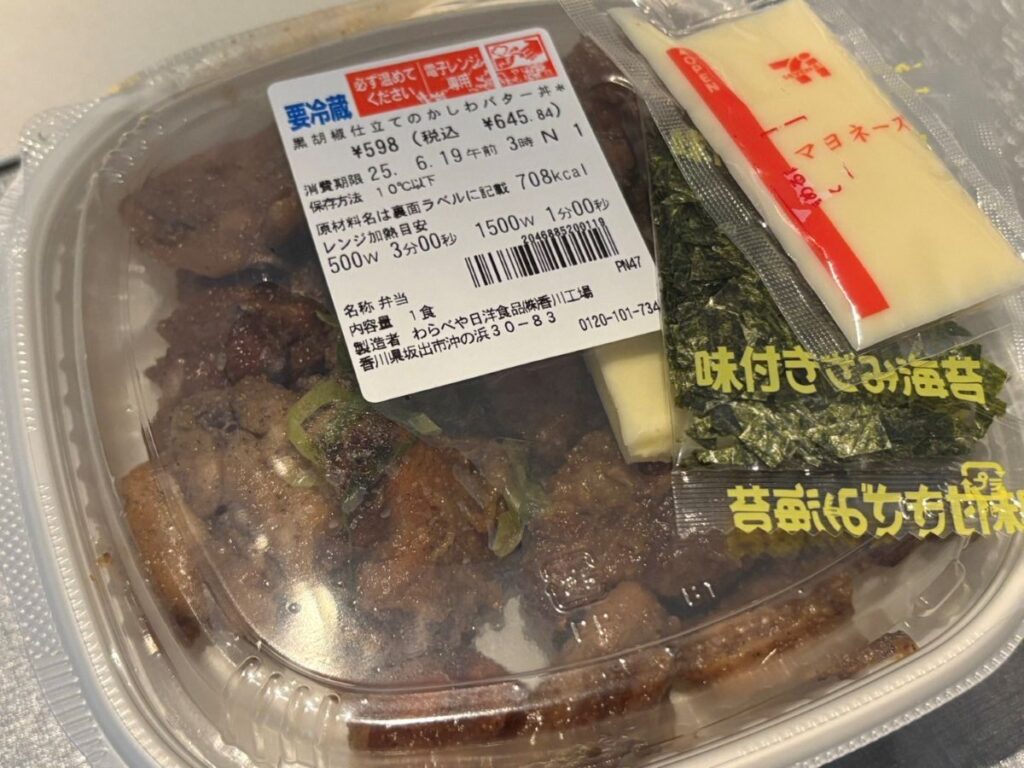 必ず温めて
ください
電子レンジ
専用
要冷蔵
黒胡椒仕立てのかしわバター丼*
¥598 (税込 ¥645.84)
消費期限 25. 6.19午前 3時 N 1
保存方法 10℃以下
原材料名は裏面ラベルに記載 708kcal
レンジ加熱目安
500W 3分00秒 1500W 1分00秒
2046885200118
PN47
名称 弁当
内容量 1食
製造者 わらべや日洋食品㈱香川工場
香川県坂出市沖の浜30-83 0120-101-734
マヨネーズ
味付きざみ海苔
味付きざみ海苔